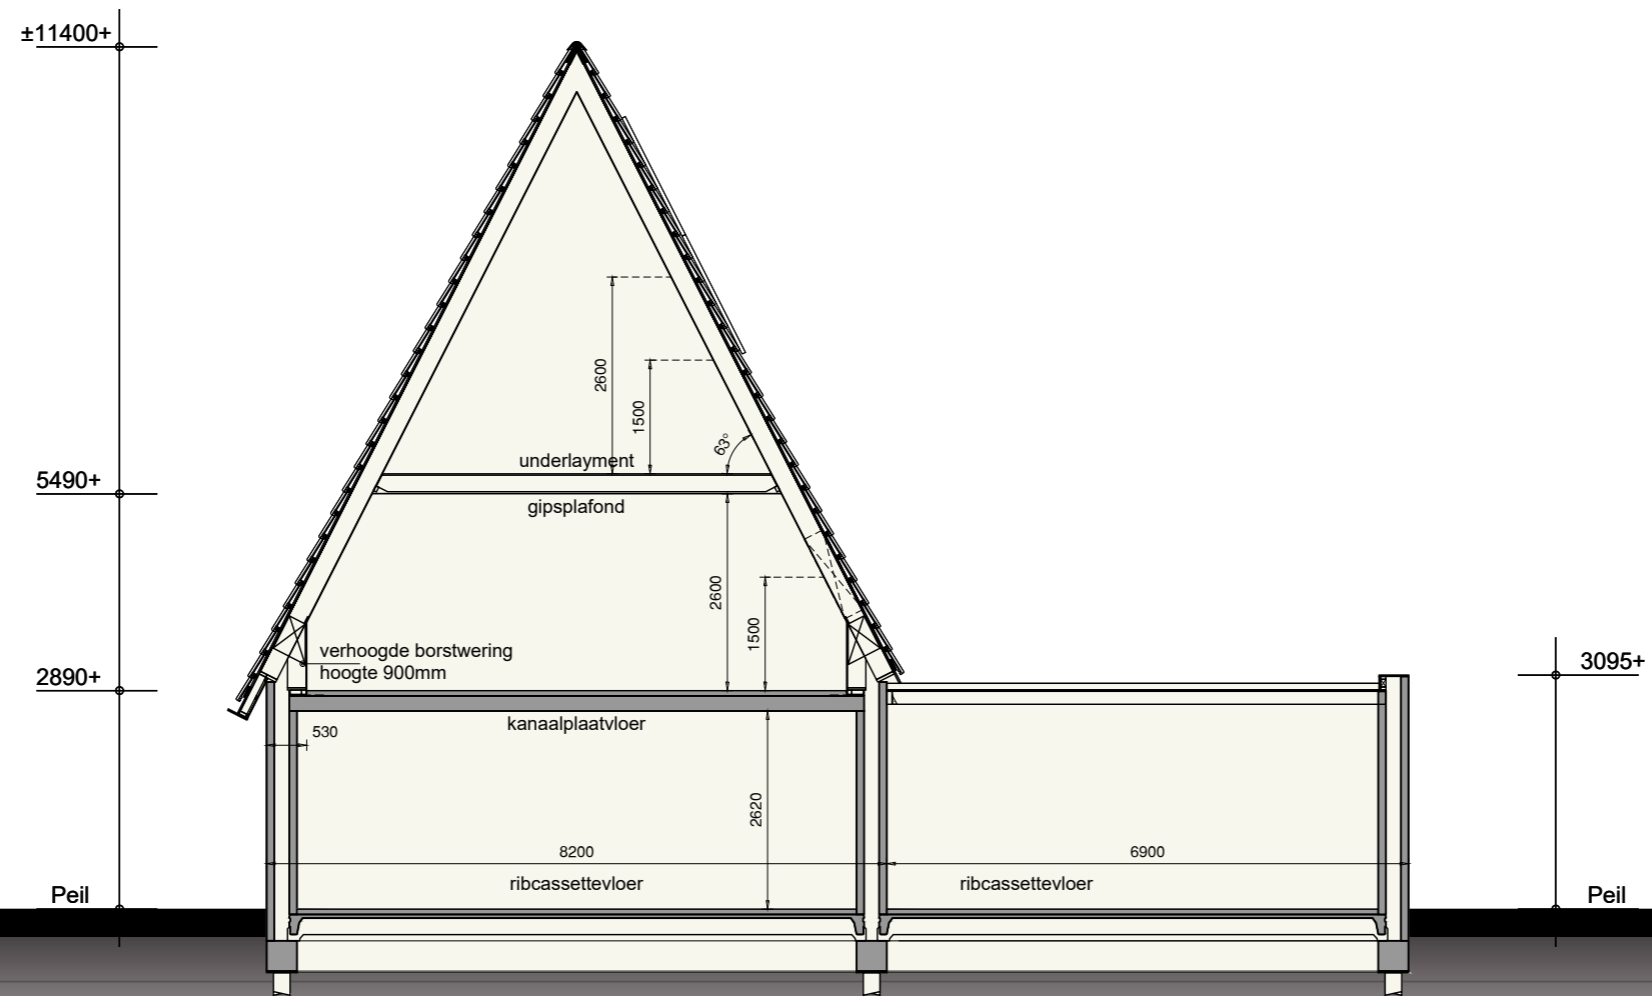 ±11400+
2600
1500
63°
underlayment
5490+
gipsplafond
2600
1500
verhoogde borstwering
hoogte 900mm
3095+
2890+
kanaalplaatvloer
530
2620
8200
6900
ribcassettevloer
ribcassettevloer
Peil
Peil